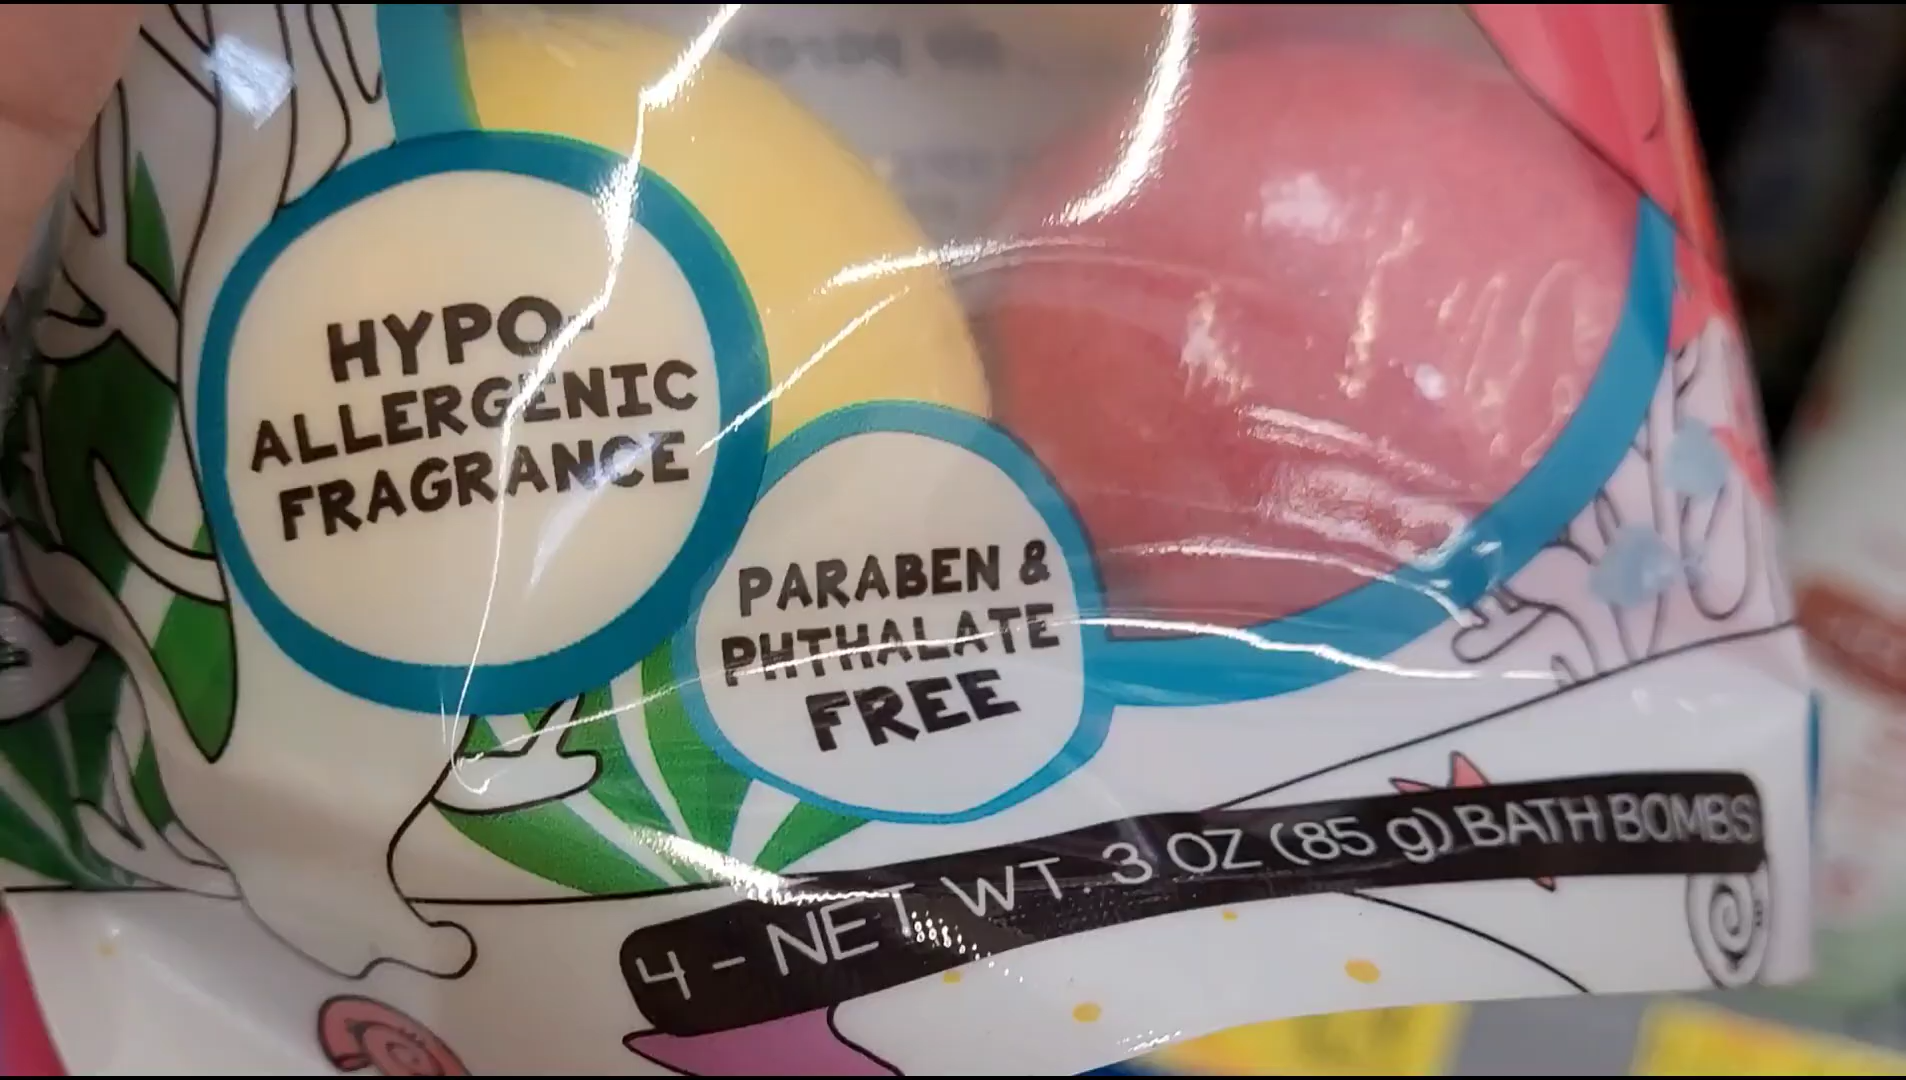 HYPO-
ALLERGENIC
FRAGRANCE
PARABEN &
PHTHALATE
FREE
4 - NET WT. 3 OZ (85 g) BATH BOMBS